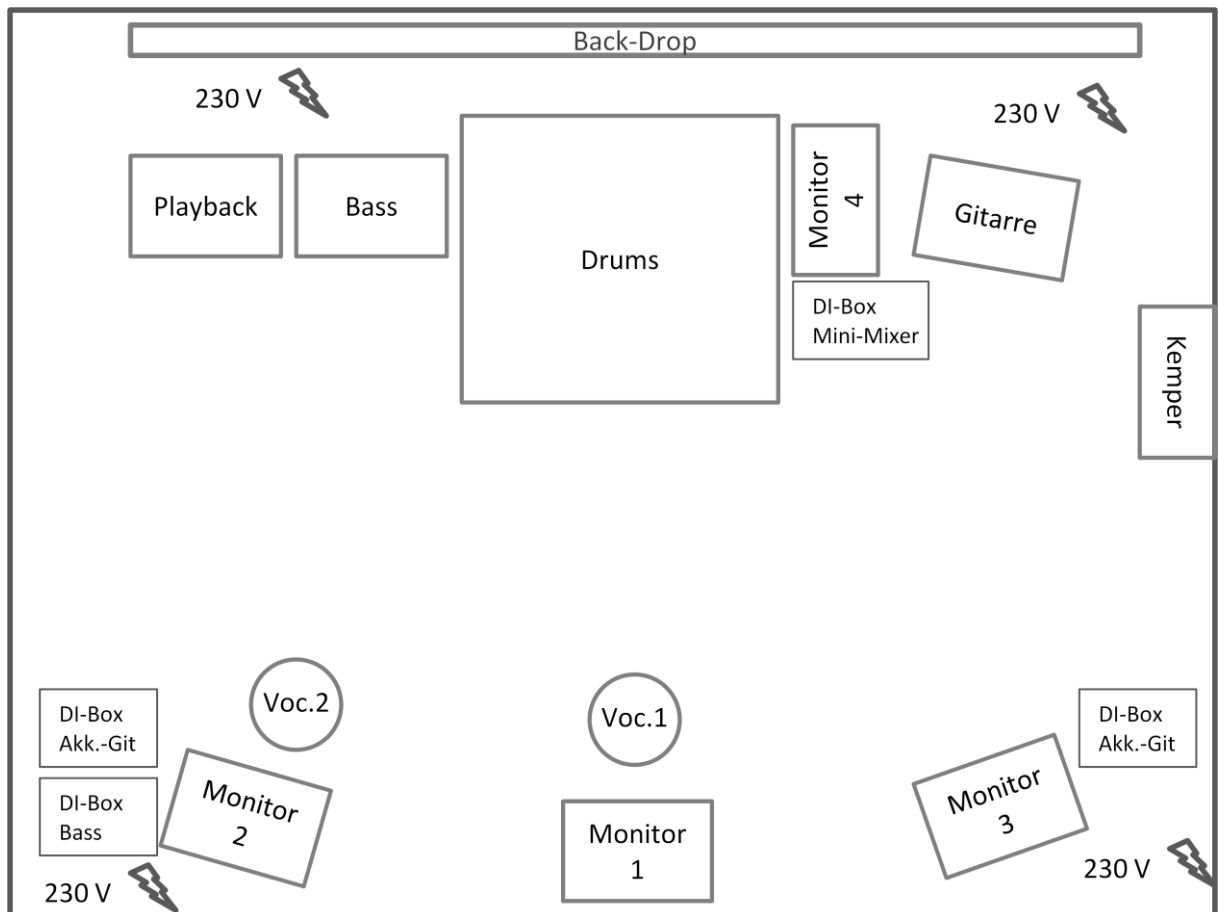 Back-Drop
230 V
230 V
Playback
Bass
Drums
Monitor
4
Gitarre
DI-Box
Mini-Mixer
Kemper
Voc.2
Voc.1
DI-Box
Akk.-Git
DI-Box
Akk.-Git
DI-Box
Bass
Monitor
2
Monitor
1
Monitor
3
230 V
230 V